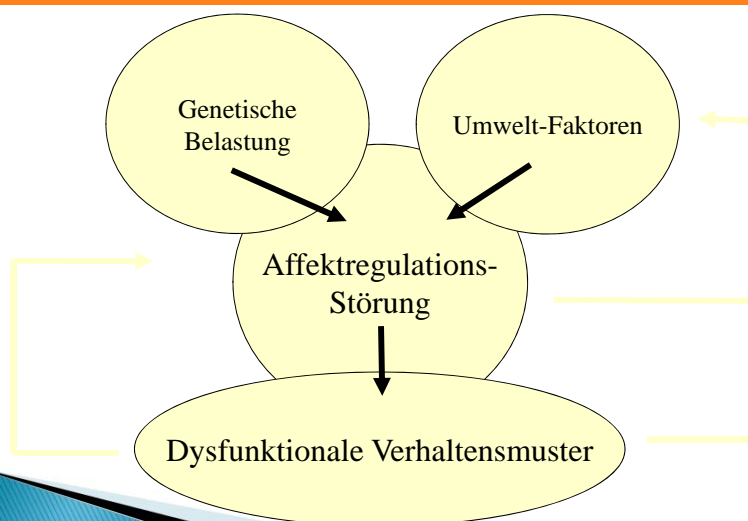 Genetische
Belastung
Umwelt-Faktoren
Affektregulations-
Störung
Dysfunktionale Verhaltensmuster